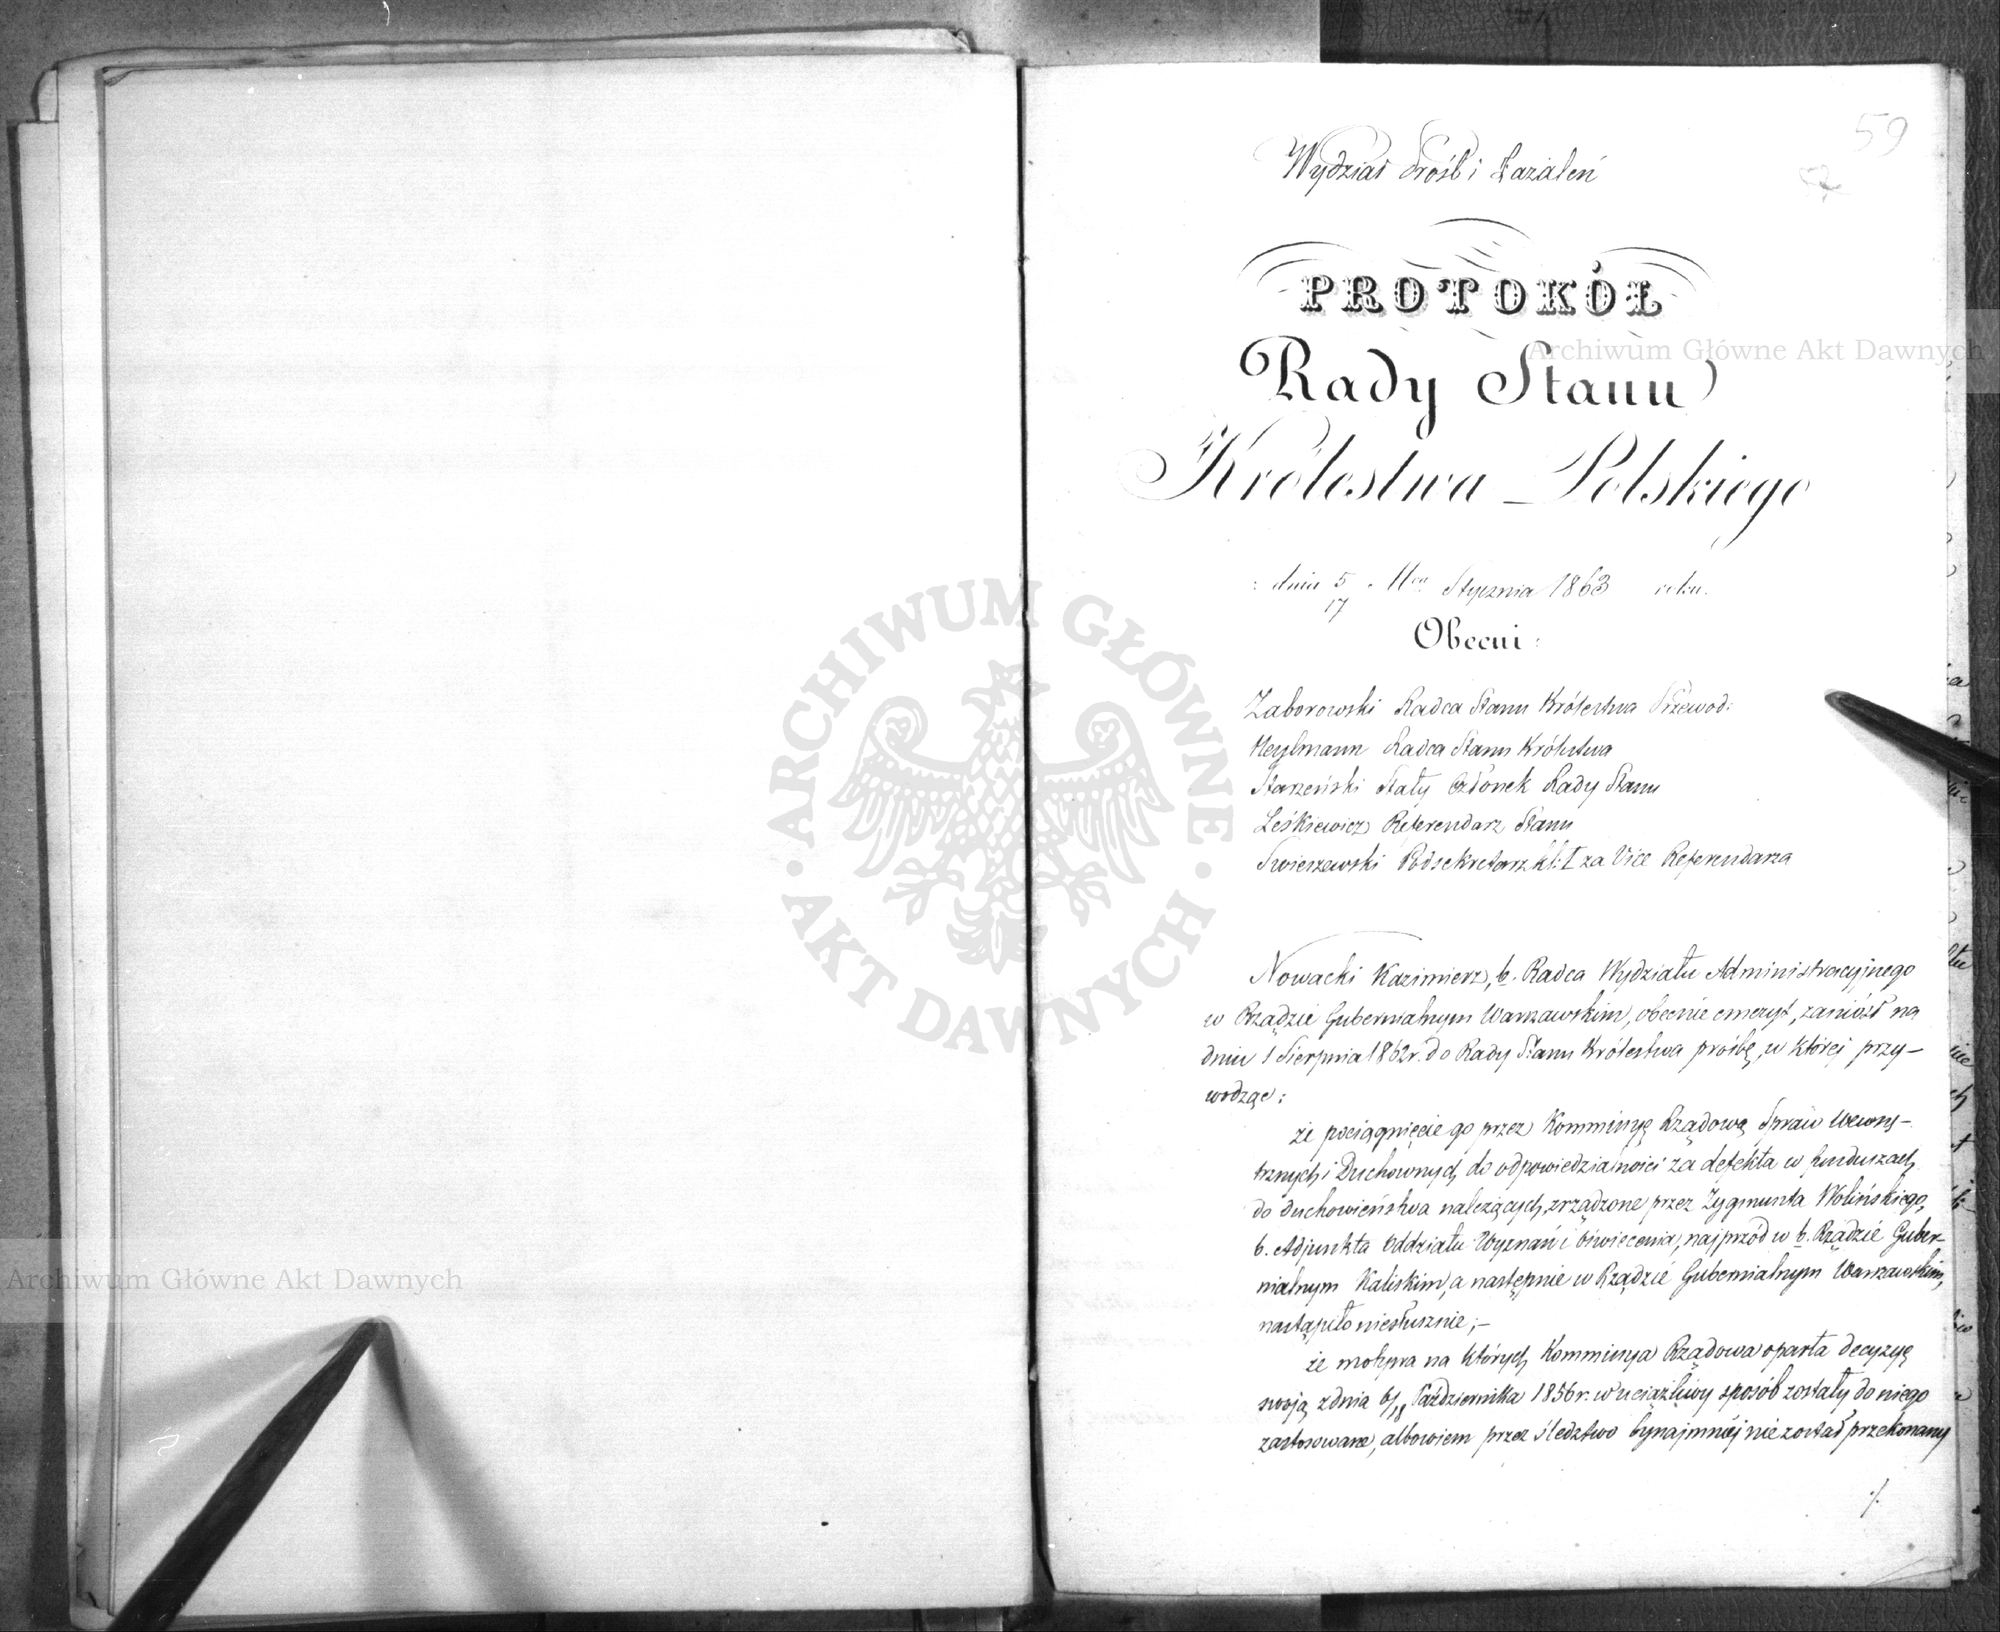 59
Wydział Próśb i Zażaleń
PROTOKÓŁ
Rady Stanu
Królestwa Polskiego
dnia 5/17 Mca Stycznia 1863 roku.
Obecni:
Zaborowski Radca Stanu Królestwa Przewod:
Heylmann Radca Stanu Królestwa
Starzeński Stały Członek Rady Stanu
Leśkiewicz Referendarz Stanu
Swieszewski Podsekretarz kl: I za Vice Referendarza
Nowacki Kazimierz, b. Radca Wydziału Administracyjnego
w Rządzie Gubernialnym Warszawskim, obecnie emeryt, zaniósł na
dniu 1 Sierpnia 1862 r. do Rady Stanu Królestwa prośbę, w której przy-
wodząc:
że pociągnięcie go przez Kommissyę Rządową Spraw Wewnę-
trznych i Duchownych do odpowiedzialności za defekta w funduszach
do duchowieństwa należących, zrządzone przez Zygmunta Wolińskiego,
b. Adjunkta Oddziału Wyznań i Oświecenia, najprzód w b. Rządzie Guber-
nialnym Kaliskim, a następnie w Rządzie Gubernialnym Warszawskim,
nastąpiło niesłusznie;-
że motywa na których Kommissya Rządowa oparła decyzyę
swoją z dnia 6/18 Października 1856 r. w uciążliwy sposób zostały do niego
zastosowane, albowiem przez śledztwo bynajmniej nie został przekonany
./.
Archiwum Główne Akt Dawnych
Archiwum Główne Akt Dawnych
ARCHIWUM GŁÓWNE
AKT DAWNYCH